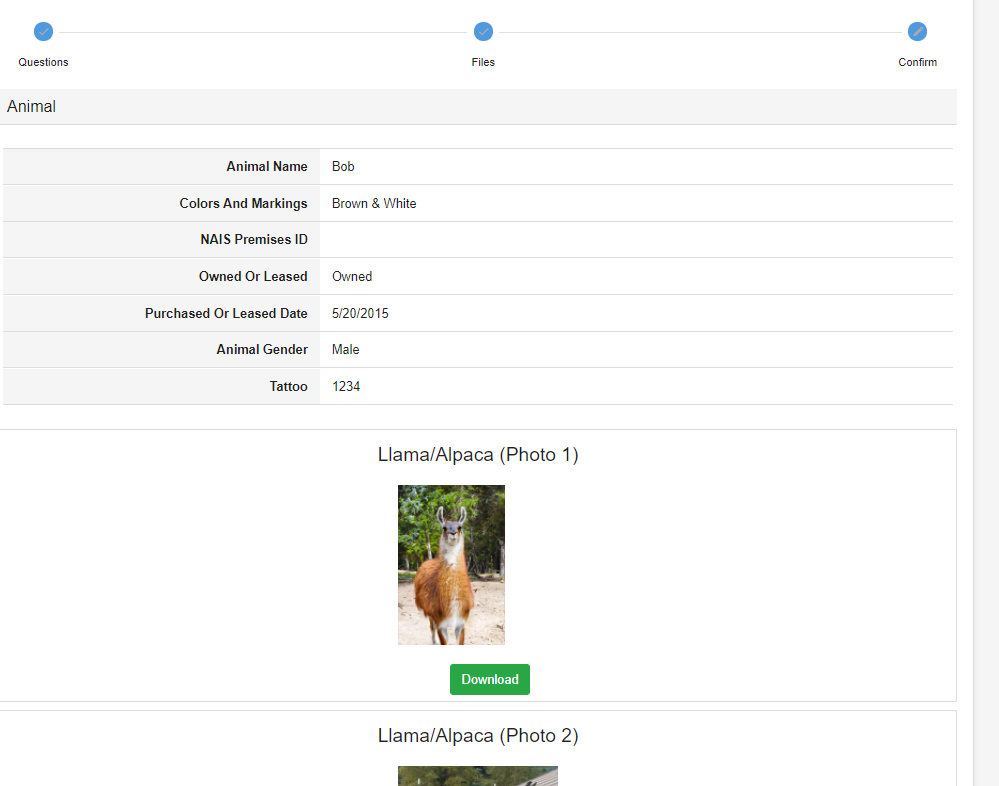 Questions Files Confirm
Animal
Animal Name Bob
Colors And Markings Brown & White
NAIS Premises ID
Owned Or Leased Owned
Purchased Or Leased Date 5/20/2015
Animal Gender Male
Tattoo 1234
Llama/Alpaca (Photo 1)
Download
Llama/Alpaca (Photo 2)